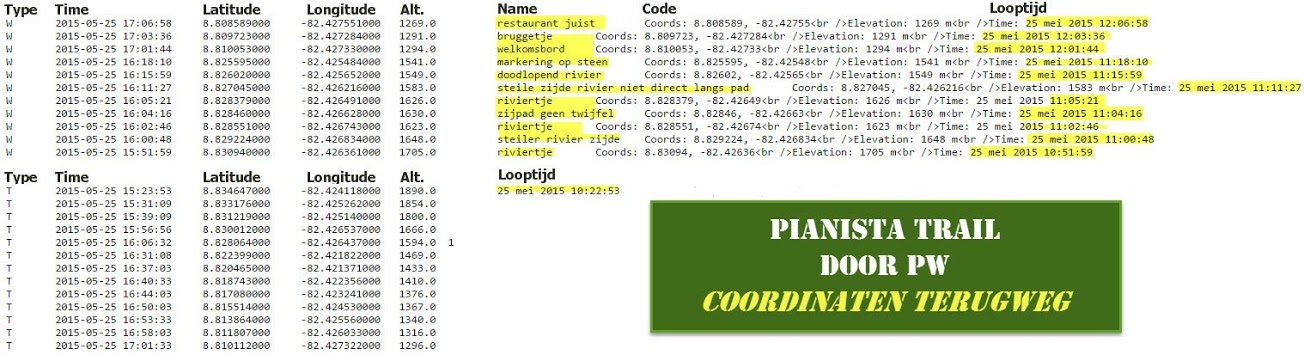 Type Time Latitude Longitude Alt. Name Code Looptijd
W 2015-05-25 17:06:58 8.808589000 -82.427551000 1269.0 restaurant juist Coords: 8.808589, -82.42755<br />Elevation: 1269 m<br />Time: 25 mei 2015 12:06:58
W 2015-05-25 17:03:36 8.809723000 -82.427284000 1291.0 bruggetje Coords: 8.809723, -82.427284<br />Elevation: 1291 m<br />Time: 25 mei 2015 12:03:36
W 2015-05-25 17:01:44 8.810053000 -82.427330000 1294.0 welkomsbord Coords: 8.810053, -82.42733<br />Elevation: 1294 m<br />Time: 25 mei 2015 12:01:44
W 2015-05-25 16:18:10 8.825595000 -82.425484000 1541.0 markering op steen Coords: 8.825595, -82.42548<br />Elevation: 1541 m<br />Time: 25 mei 2015 11:18:10
W 2015-05-25 16:15:59 8.826020000 -82.425652000 1549.0 doodlopend rivier Coords: 8.82602, -82.42565<br />Elevation: 1549 m<br />Time: 25 mei 2015 11:15:59
W 2015-05-25 16:11:27 8.827045000 -82.426216000 1583.0 steile zijde rivier niet direct langs pad Coords: 8.827045, -82.426216<br />Elevation: 1583 m<br />Time: 25 mei 2015 11:11:27
W 2015-05-25 16:05:21 8.828379000 -82.426491000 1626.0 riviertje Coords: 8.828379, -82.42649<br />Elevation: 1626 m<br />Time: 25 mei 2015 11:05:21
W 2015-05-25 16:04:16 8.828460000 -82.426628000 1630.0 zijpad geen twijfel Coords: 8.82846, -82.42663<br />Elevation: 1630 m<br />Time: 25 mei 2015 11:04:16
W 2015-05-25 16:02:46 8.828551000 -82.426743000 1623.0 riviertje Coords: 8.828551, -82.42674<br />Elevation: 1623 m<br />Time: 25 mei 2015 11:02:46
W 2015-05-25 16:00:48 8.829224000 -82.426834000 1648.0 steiler rivier zijde Coords: 8.829224, -82.426834<br />Elevation: 1648 m<br />Time: 25 mei 2015 11:00:48
W 2015-05-25 15:51:59 8.830940000 -82.426361000 1705.0 riviertje Coords: 8.83094, -82.42636<br />Elevation: 1705 m<br />Time: 25 mei 2015 10:51:59
Type Time Latitude Longitude Alt. Looptijd
T 2015-05-25 15:23:53 8.834647000 -82.424118000 1890.0 25 mei 2015 10:22:53
T 2015-05-25 15:31:09 8.833176000 -82.425262000 1854.0
T 2015-05-25 15:39:09 8.831219000 -82.425140000 1800.0
T 2015-05-25 15:56:56 8.830012000 -82.426537000 1666.0
T 2015-05-25 16:06:32 8.828064000 -82.426437000 1594.0 1
T 2015-05-25 16:31:08 8.822399000 -82.421822000 1469.0
T 2015-05-25 16:37:03 8.820465000 -82.421371000 1433.0
T 2015-05-25 16:40:33 8.818743000 -82.422356000 1410.0
T 2015-05-25 16:44:03 8.817080000 -82.423241000 1376.0
T 2015-05-25 16:50:03 8.815514000 -82.424530000 1367.0
T 2015-05-25 16:53:33 8.813864000 -82.425560000 1340.0
T 2015-05-25 16:58:03 8.811807000 -82.426033000 1316.0
T 2015-05-25 17:01:33 8.810112000 -82.427322000 1296.0
PIANISTA TRAIL
DOOR PW
COORDINATEN TERUGWEG